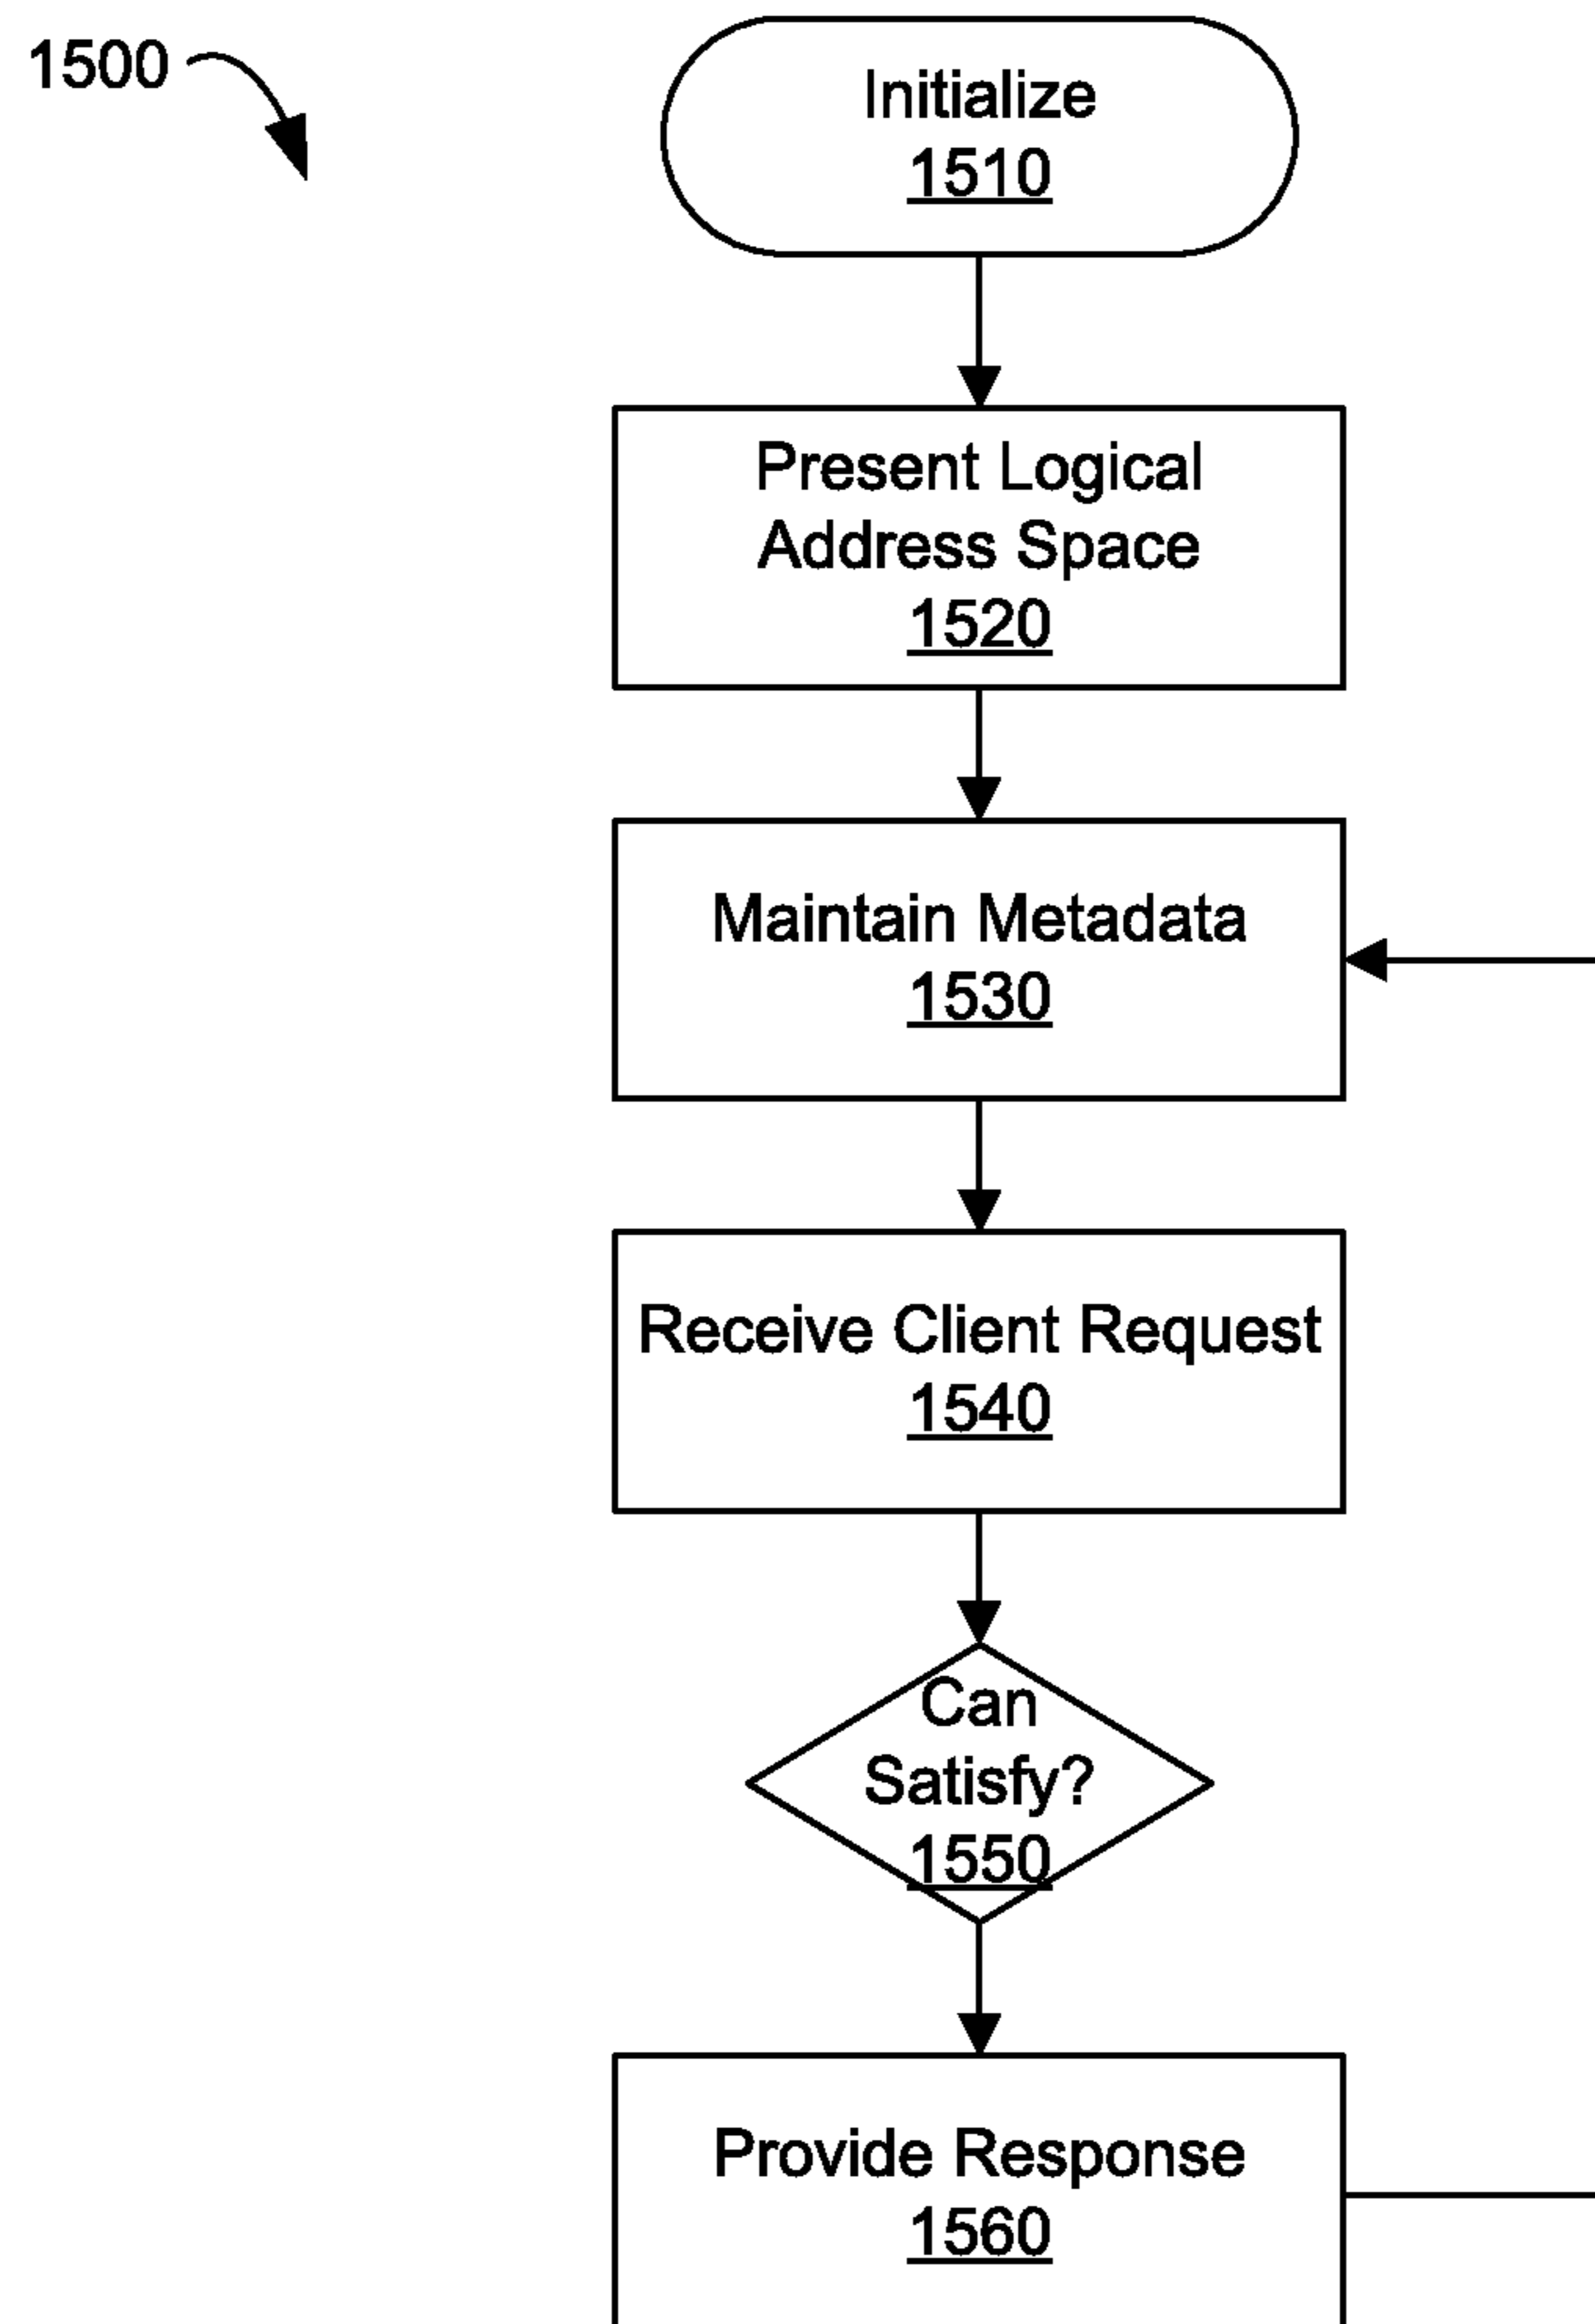 1500
Initialize
1510
Present Logical
Address Space
1520
Maintain Metadata
1530
Receive Client Request
1540
Can
Satisfy?
1550
Provide Response
1560